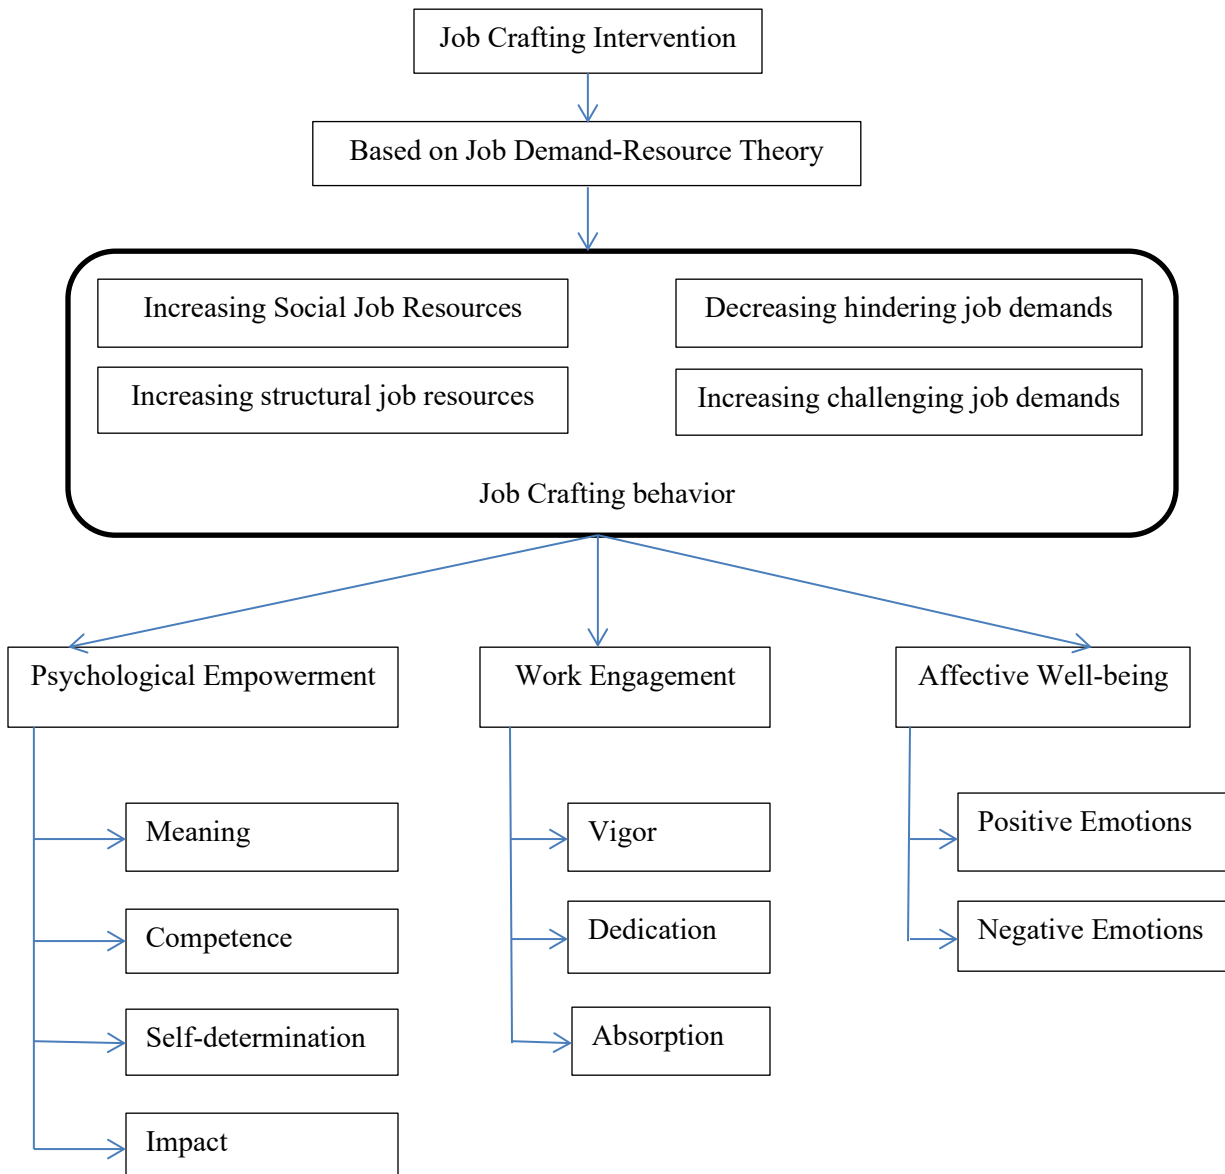 Job Crafting Intervention
Based on Job Demand-Resource Theory
Increasing Social Job Resources
Decreasing hindering job demands
Increasing structural job resources
Increasing challenging job demands
Job Crafting behavior
Psychological Empowerment
Work Engagement
Affective Well-being
Meaning
Competence
Self-determination
Impact
Vigor
Dedication
Absorption
Positive Emotions
Negative Emotions